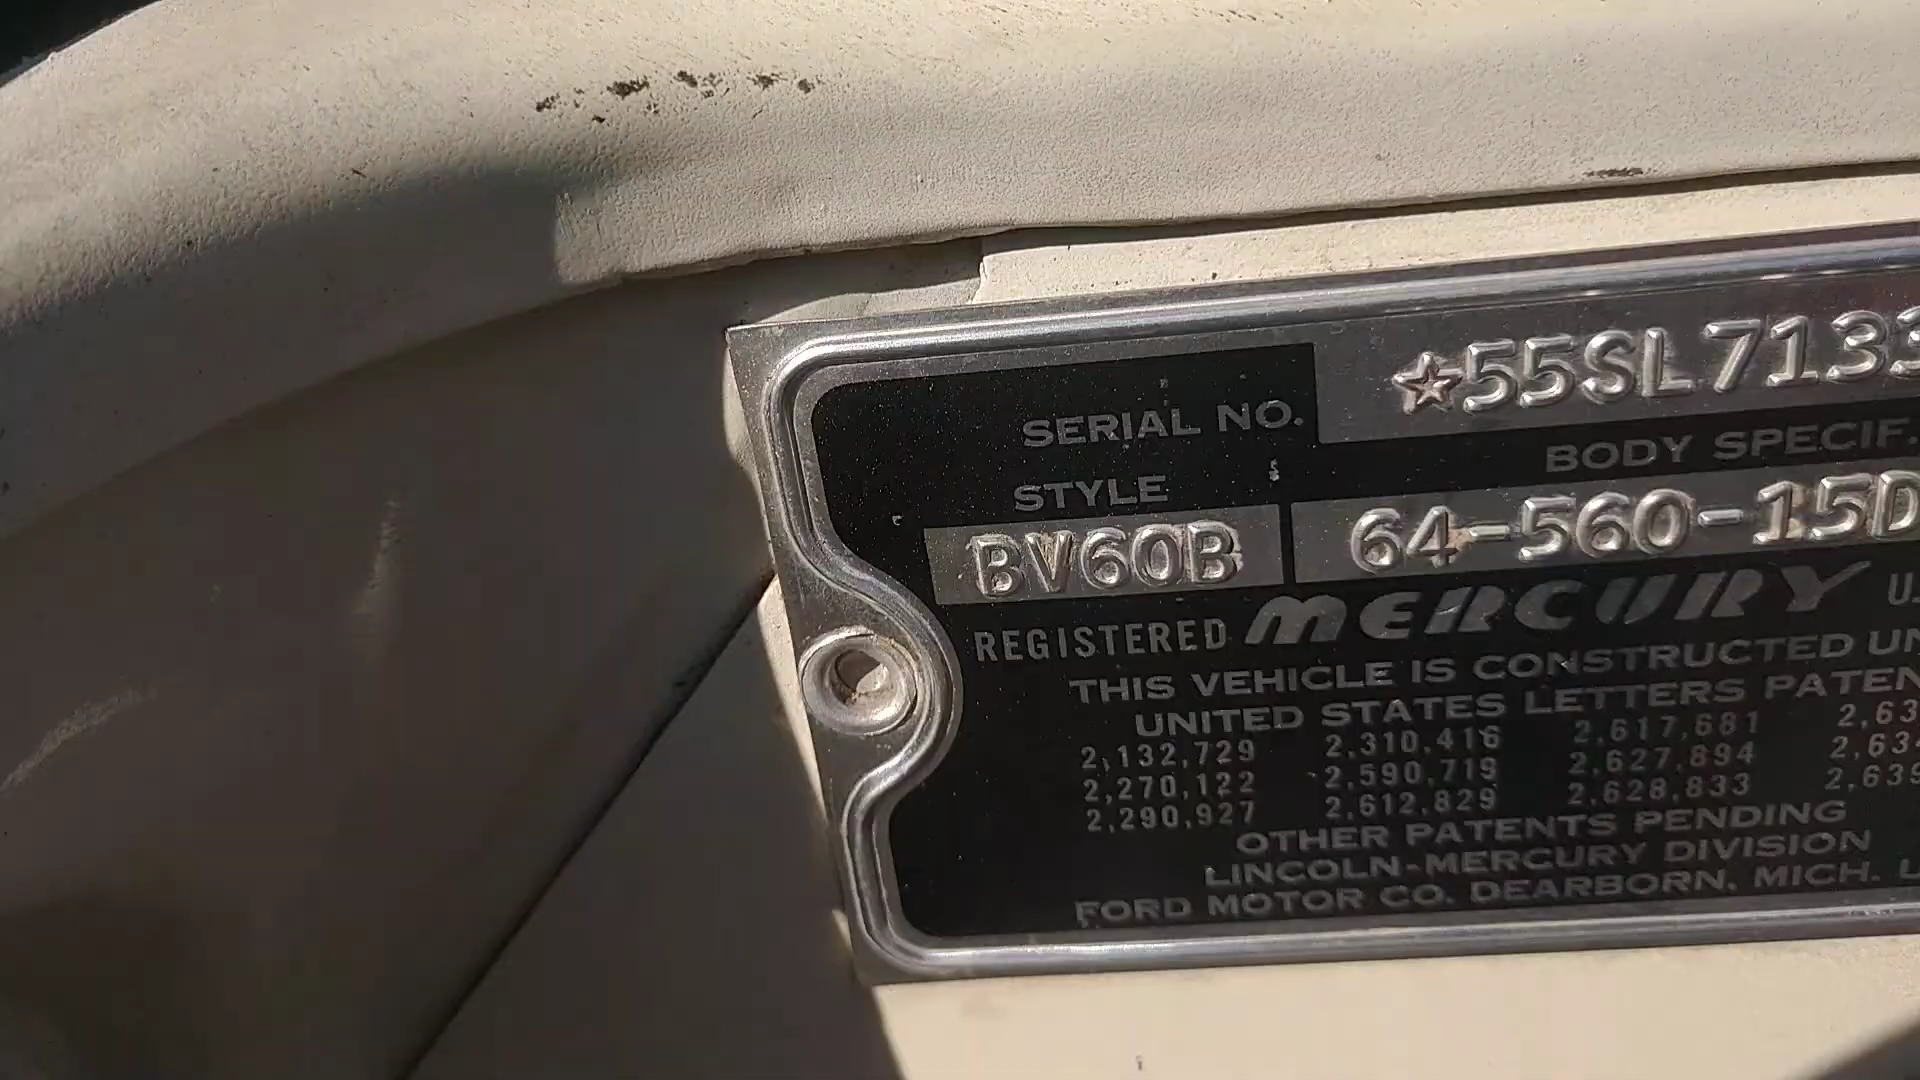 SERIAL NO. ☆55SL7133
BODY SPECIF.
STYLE
BV60B 64-560-15D
REGISTERED MERCURY U.
THIS VEHICLE IS CONSTRUCTED UN
UNITED STATES LETTERS PATEN
2,132,729 2,310,416 2,617,681 2,63
2,270,122 2,590,719 2,627,894 2,634
2,290,927 2,612,829 2,628,833 2,639
OTHER PATENTS PENDING
LINCOLN-MERCURY DIVISION
FORD MOTOR CO. DEARBORN, MICH. U